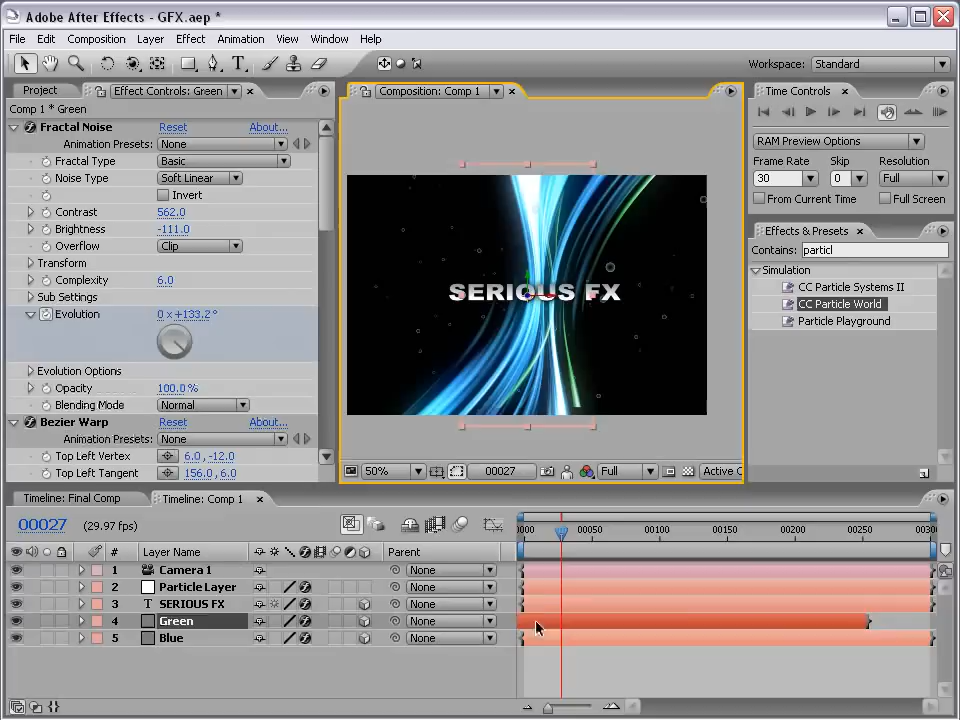 Adobe After Effects - GFX.aep *
File Edit Composition Layer Effect Animation View Window Help
T
Workspace: Standard
Project Effect Controls: Green
Comp 1 * Green
Fractal Noise Reset About...
Animation Presets: None
Fractal Type Basic
Noise Type Soft Linear
Invert
Contrast 562.0
Brightness -111.0
Overflow Clip
Transform
Complexity 6.0
Sub Settings
Evolution 0 x +133.2°
Evolution Options
Opacity 100.0 %
Blending Mode Normal
Bezier Warp Reset About...
Animation Presets: None
Top Left Vertex 6.0 , -12.0
Top Left Tangent 156.0 , 6.0
Composition: Comp 1
SERIOUS FX
50% 00027 Full Active C
Time Controls
RAM Preview Options
Frame Rate Skip Resolution
30 0 Full
From Current Time Full Screen
Effects & Presets
Contains: particl
Simulation
CC Particle Systems II
CC Particle World
Particle Playground
Timeline: Final Comp Timeline: Comp 1
00027 (29.97 fps)
0000 00050 00100 00150 00200 00250 0030
# Layer Name Parent
1 Camera 1 None
2 Particle Layer None
3 T SERIOUS FX None
4 Green None
5 Blue None